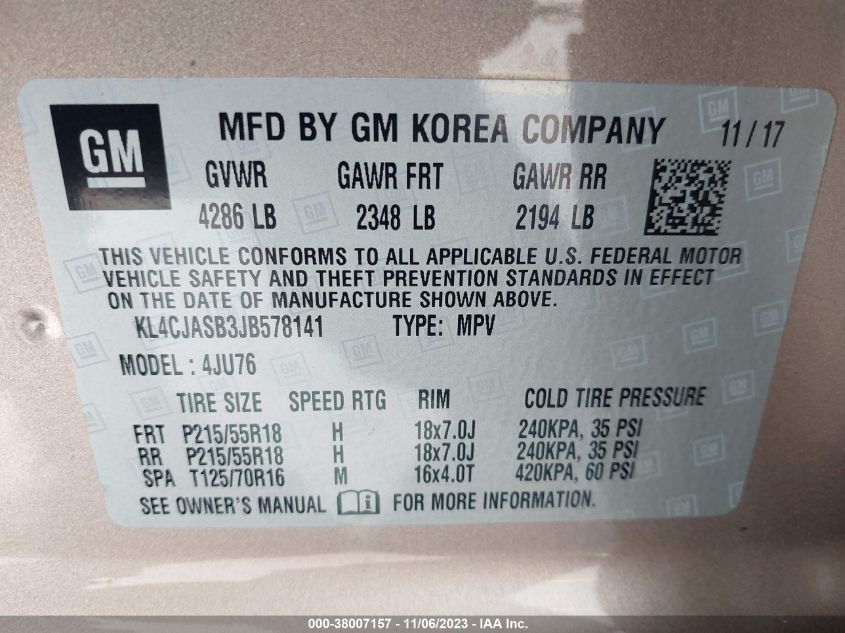 GM
MFD BY GM KOREA COMPANY 11/17
GVWR GAWR FRT GAWR RR
4286 LB 2348 LB 2194 LB
THIS VEHICLE CONFORMS TO ALL APPLICABLE U.S. FEDERAL MOTOR
VEHICLE SAFETY AND THEFT PREVENTION STANDARDS IN EFFECT
ON THE DATE OF MANUFACTURE SHOWN ABOVE.
KL4CJASB3JB578141 TYPE: MPV
MODEL : 4JU76
TIRE SIZE SPEED RTG RIM COLD TIRE PRESSURE
FRT P215/55R18 H 18x7.0J 240KPA, 35 PSI
RR P215/55R18 H 18x7.0J 240KPA, 35 PSI
SPA T125/70R16 M 16x4.0T 420KPA, 60 PSI
SEE OWNER'S MANUAL i FOR MORE INFORMATION.
000-38007157 - 11/06/2023 - IAA Inc.